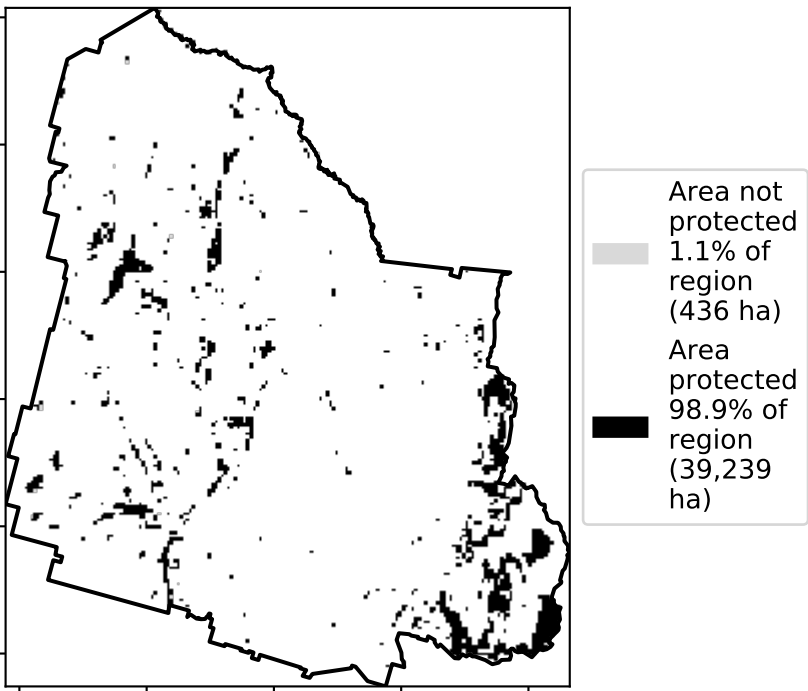 Area not
protected
1.1% of
region
(436 ha)
Area
protected
98.9% of
region
(39,239
ha)